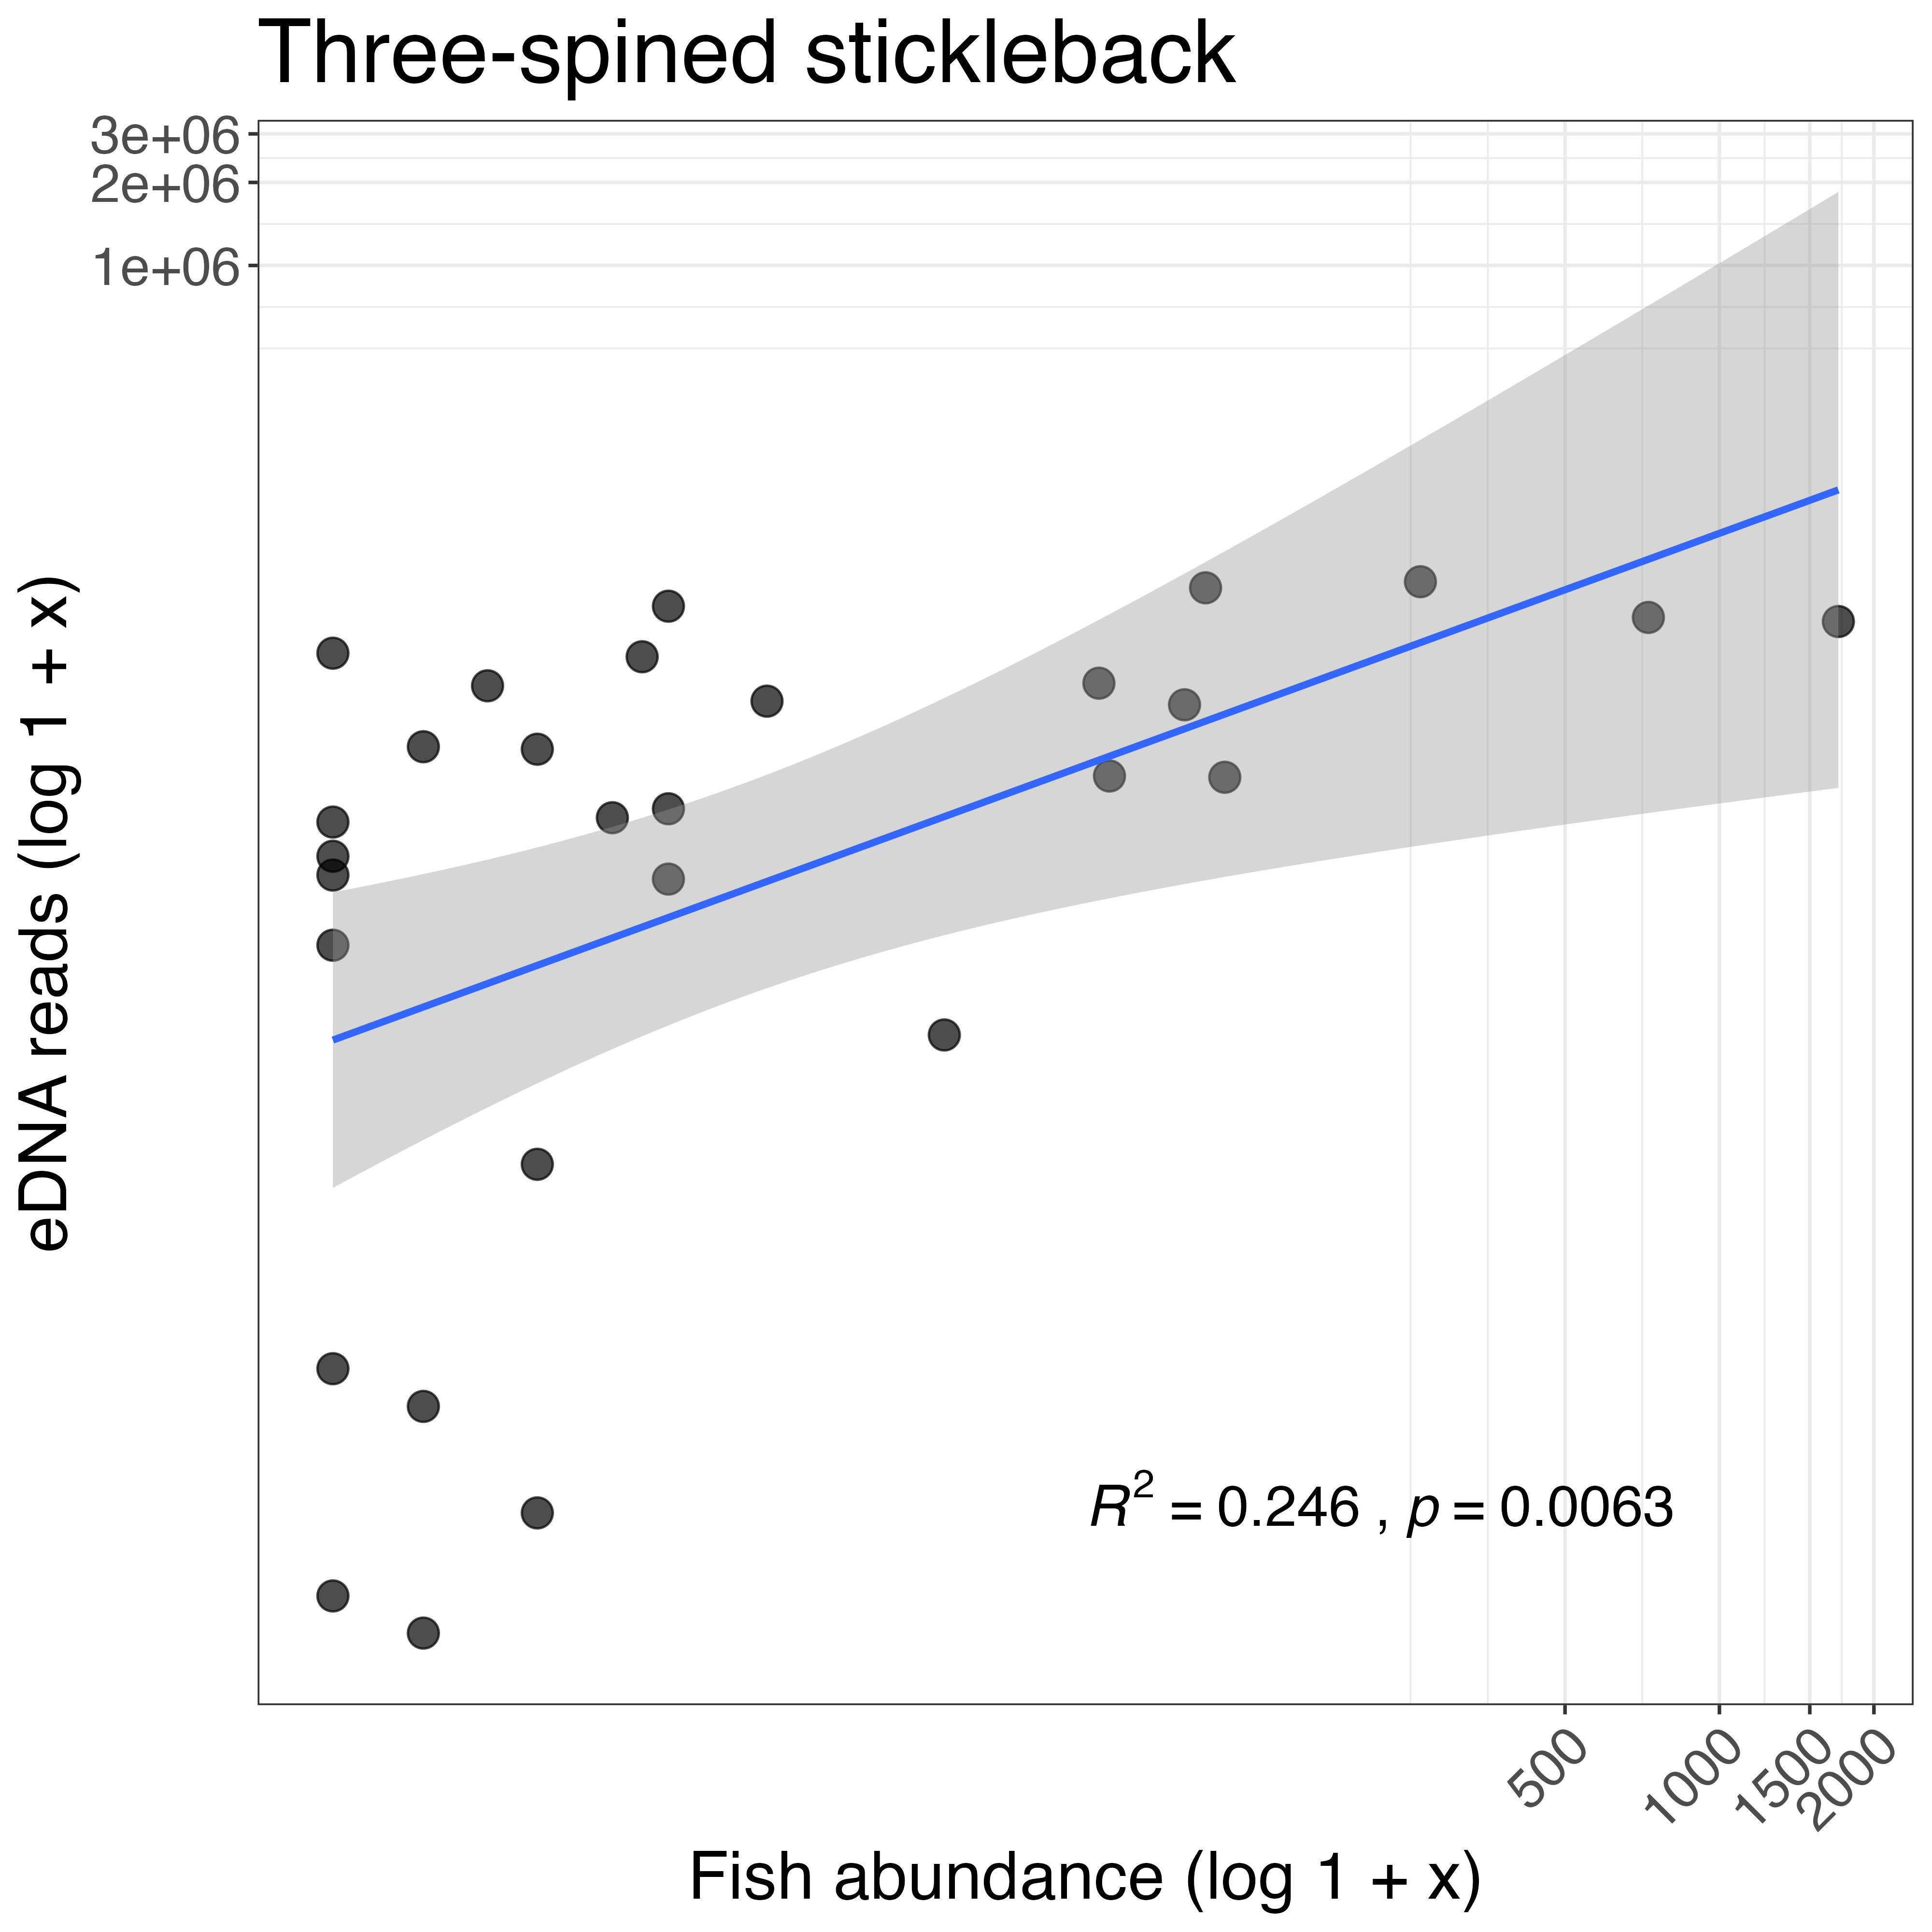 Three-spined stickleback
3e+06
2e+06
1e+06
eDNA reads (log 1 + x)
R² = 0.246 , p = 0.0063
500
1000
1500
2000
Fish abundance (log 1 + x)